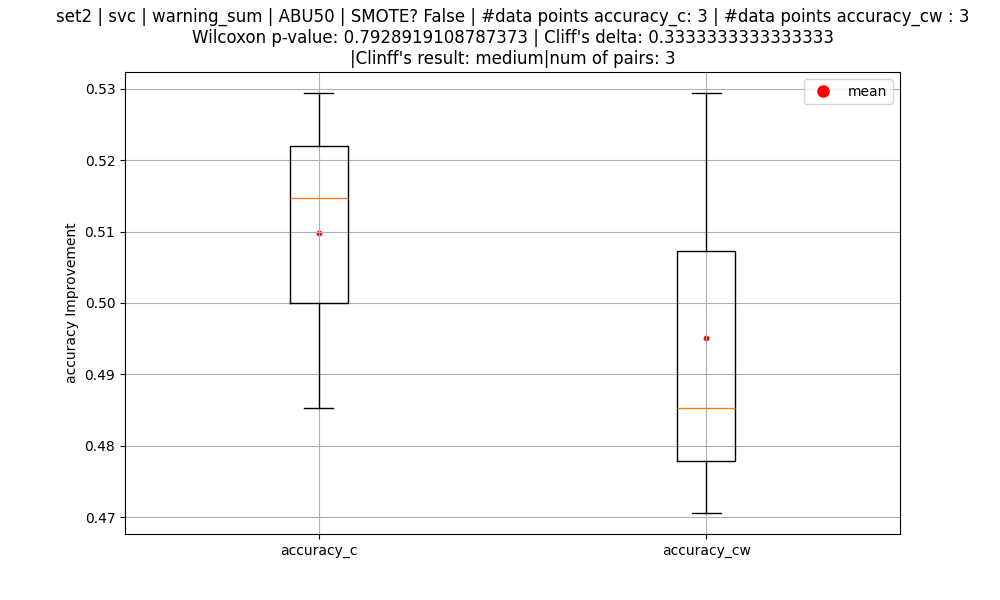 set2 | svc | warning_sum | ABU50 | SMOTE? False | #data points accuracy_c: 3 | #data points accuracy_cw : 3
Wilcoxon p-value: 0.7928919108787373 | Cliff's delta: 0.3333333333333333
|Clinff's result: medium|num of pairs: 3
mean
0.53
0.52
0.51
0.50
0.49
0.48
0.47
accuracy Improvement
accuracy_c
accuracy_cw